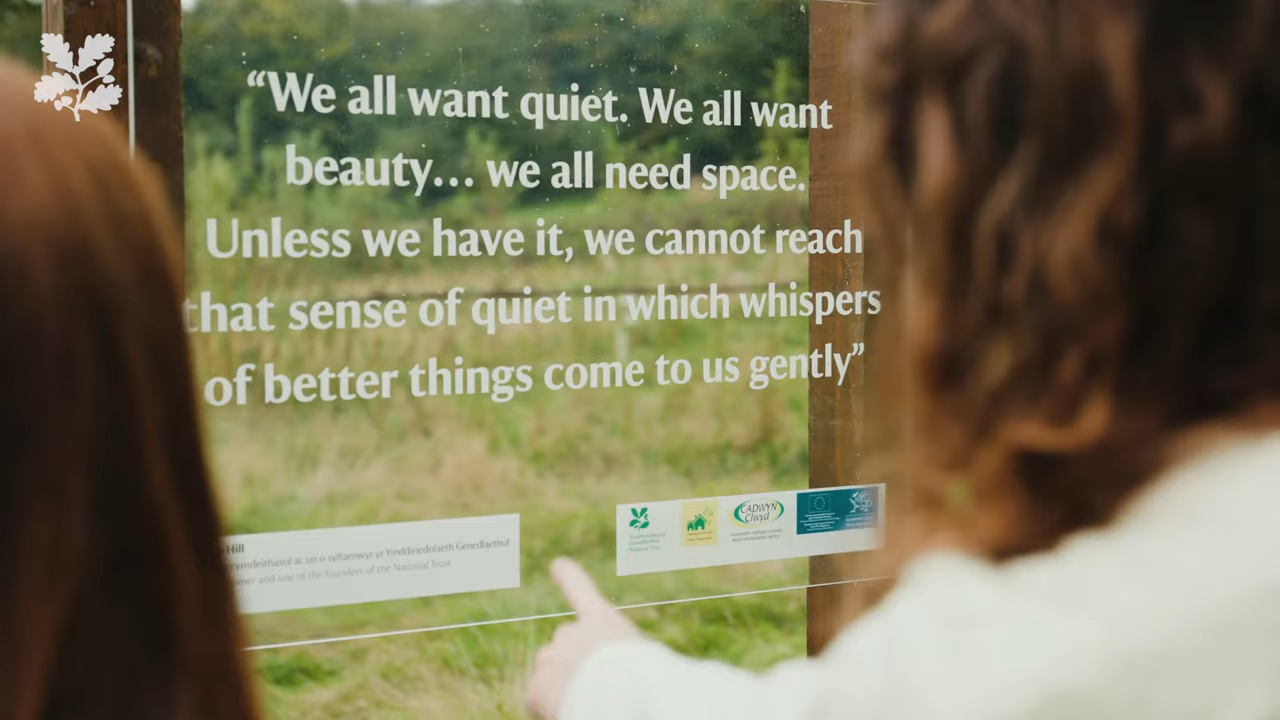 “We all want quiet. We all want
beauty… we all need space.
Unless we have it, we cannot reach
that sense of quiet in which whispers
of better things come to us gently”
Hill
ac un o sylfaenwyr yr Ymddiriedolaeth Genedlaethol
and one of the founders of the National Trust
CADWYN
Clwyd